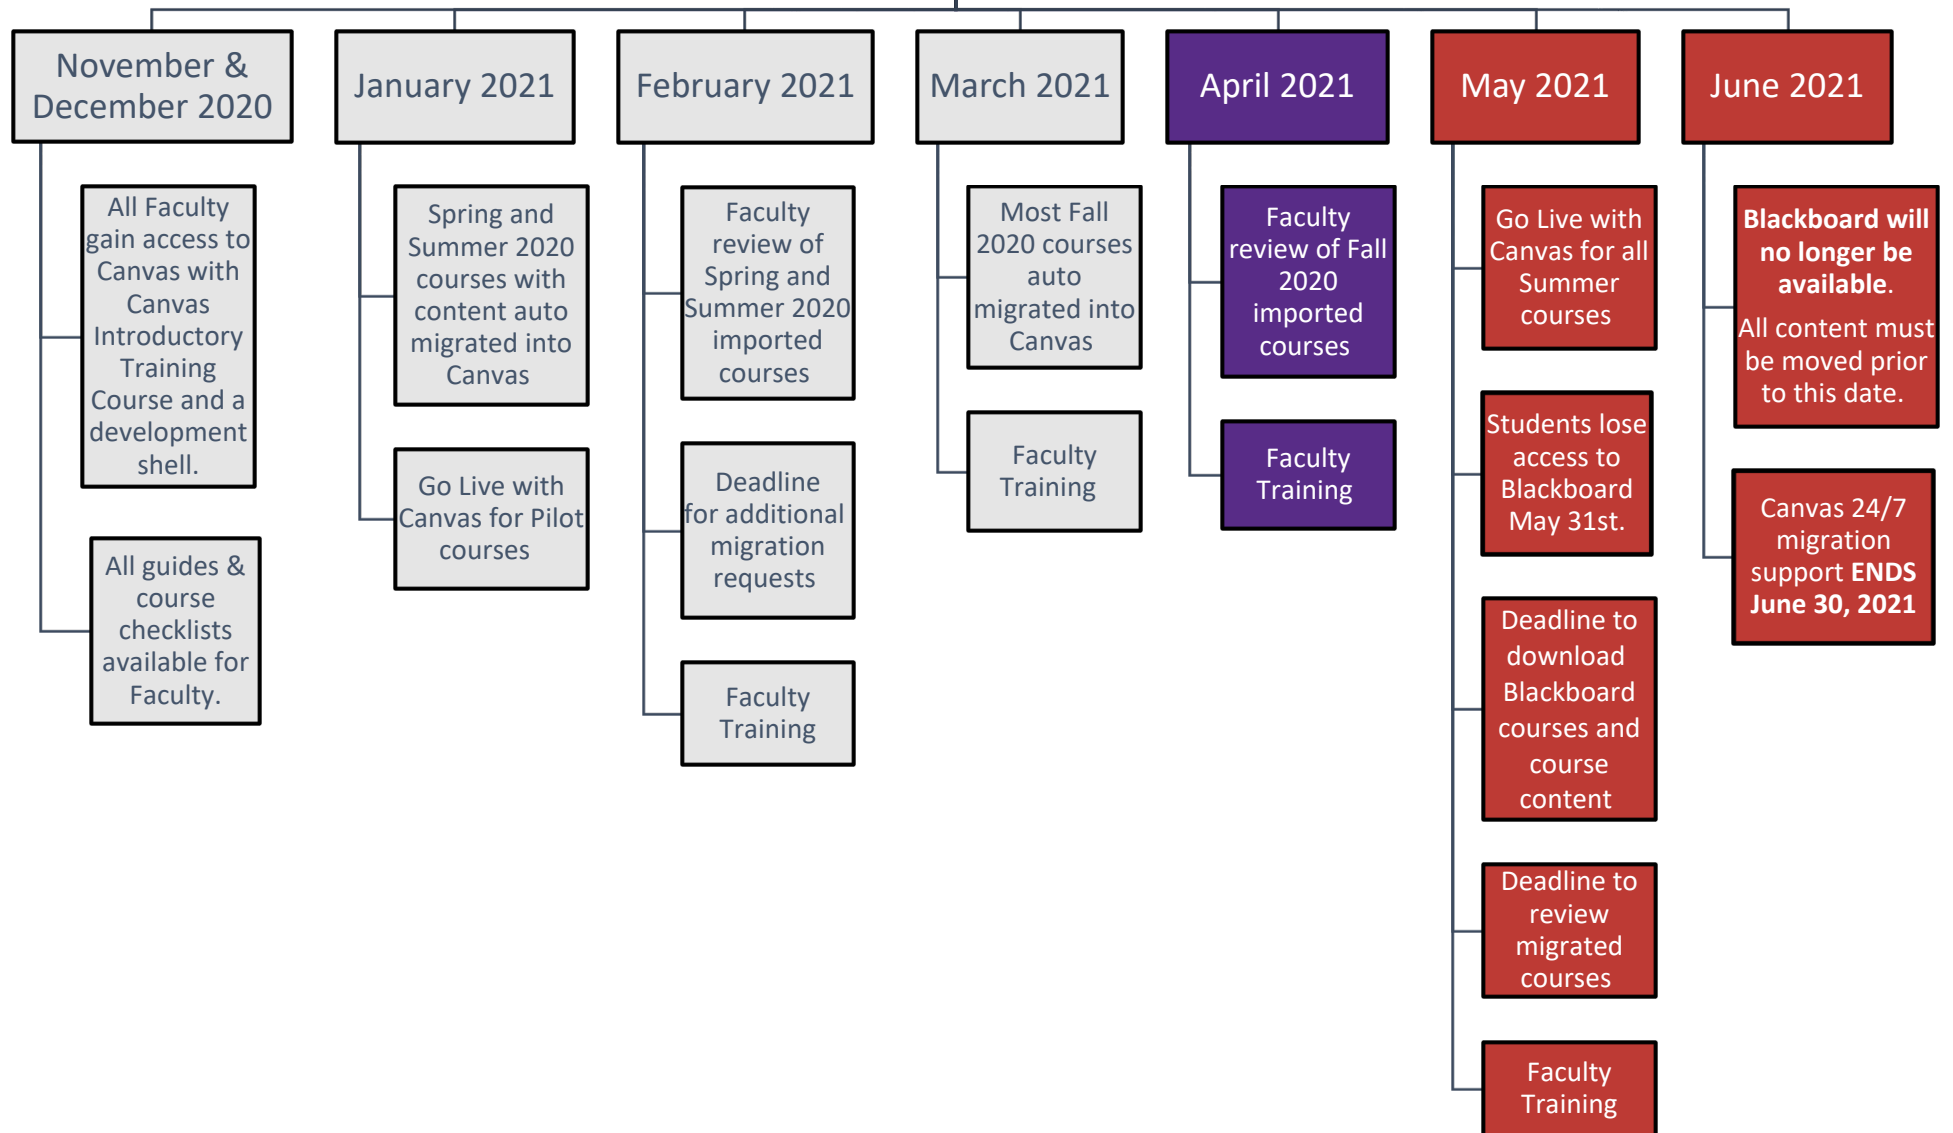 November &
December 2020
All Faculty
gain access to
Canvas with
Canvas
Introductory
Training
Course and a
development
shell.
All guides &
course
checklists
available for
Faculty.
January 2021
Spring and
Summer 2020
courses with
content auto
migrated into
Canvas
Go Live with
Canvas for Pilot
courses
February 2021
Faculty
review of
Spring and
Summer 2020
imported
courses
Deadline
for additional
migration
requests
Faculty
Training
March 2021
Most Fall
2020 courses
auto
migrated into
Canvas
Faculty
Training
April 2021
Faculty
review of Fall
2020
imported
courses
Faculty
Training
May 2021
Go Live with
Canvas for all
Summer
courses
Students lose
access to
Blackboard
May 31st.
Deadline to
download
Blackboard
courses and
course
content
Deadline to
review
migrated
courses
Faculty
Training
June 2021
Blackboard will
no longer be
available.
All content must
be moved prior
to this date.
Canvas 24/7
migration
support ENDS
June 30, 2021